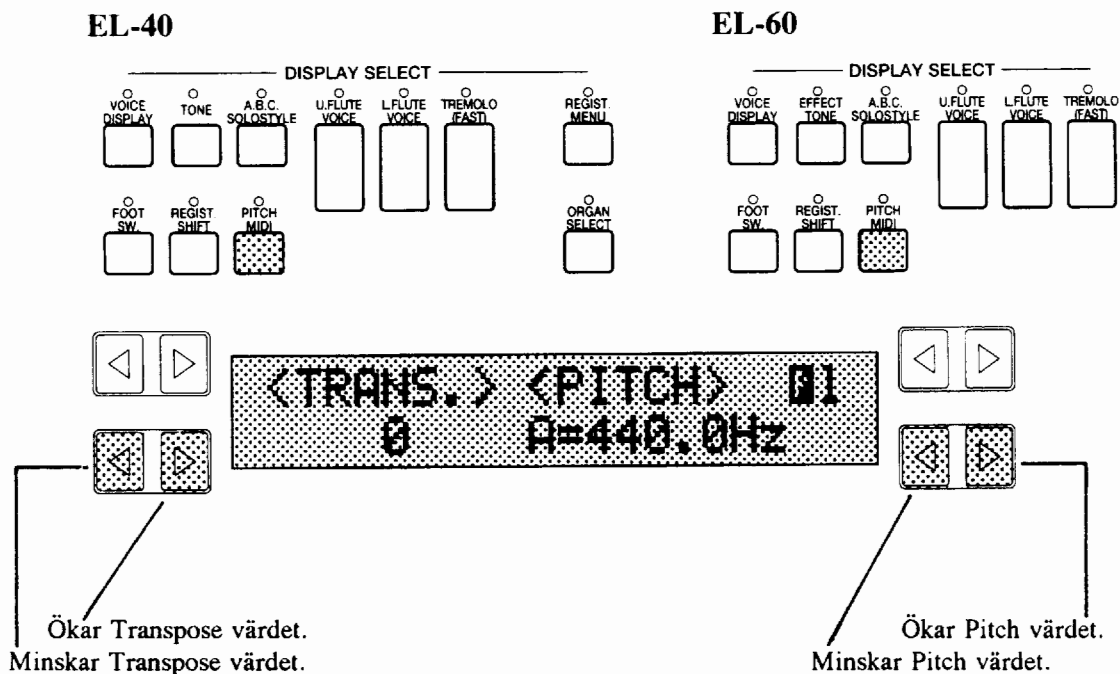 EL-40
EL-60
DISPLAY SELECT
VOICE DISPLAY
TONE
A.B.C. SOLOSTYLE
U.FLUTE VOICE
L.FLUTE VOICE
TREMOLO (FAST)
REGIST. MENU
FOOT SW.
REGIST. SHIFT
PITCH MIDI
ORGAN SELECT
DISPLAY SELECT
VOICE DISPLAY
EFFECT TONE
A.B.C. SOLOSTYLE
U.FLUTE VOICE
L.FLUTE VOICE
TREMOLO (FAST)
FOOT SW.
REGIST. SHIFT
PITCH MIDI
<TRANS.> <PITCH> P1
0 A=440.0Hz
Ökar Transpose värdet.
Minskar Transpose värdet.
Ökar Pitch värdet.
Minskar Pitch värdet.